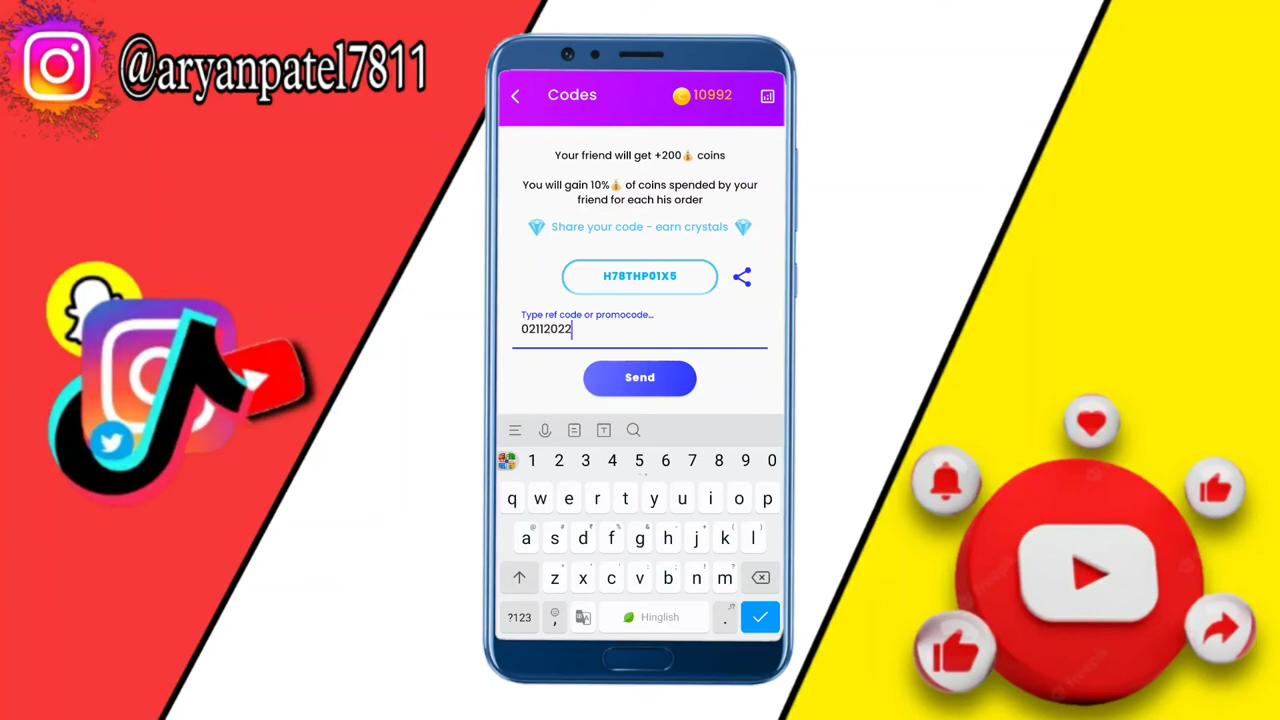 @aryanpatel7811
Codes
10992
Your friend will get +200💰 coins
You will gain 10%💰 of coins spended by your
friend for each his order
💎 Share your code - earn crystals 💎
H78THP01X5
Type ref code or promocode...
02112022
Send
1 2 3 4 5 6 7 8 9 0
q w e r t y u i o p
a s d f g h j k l
z x c v b n m
?123 , Hinglish .